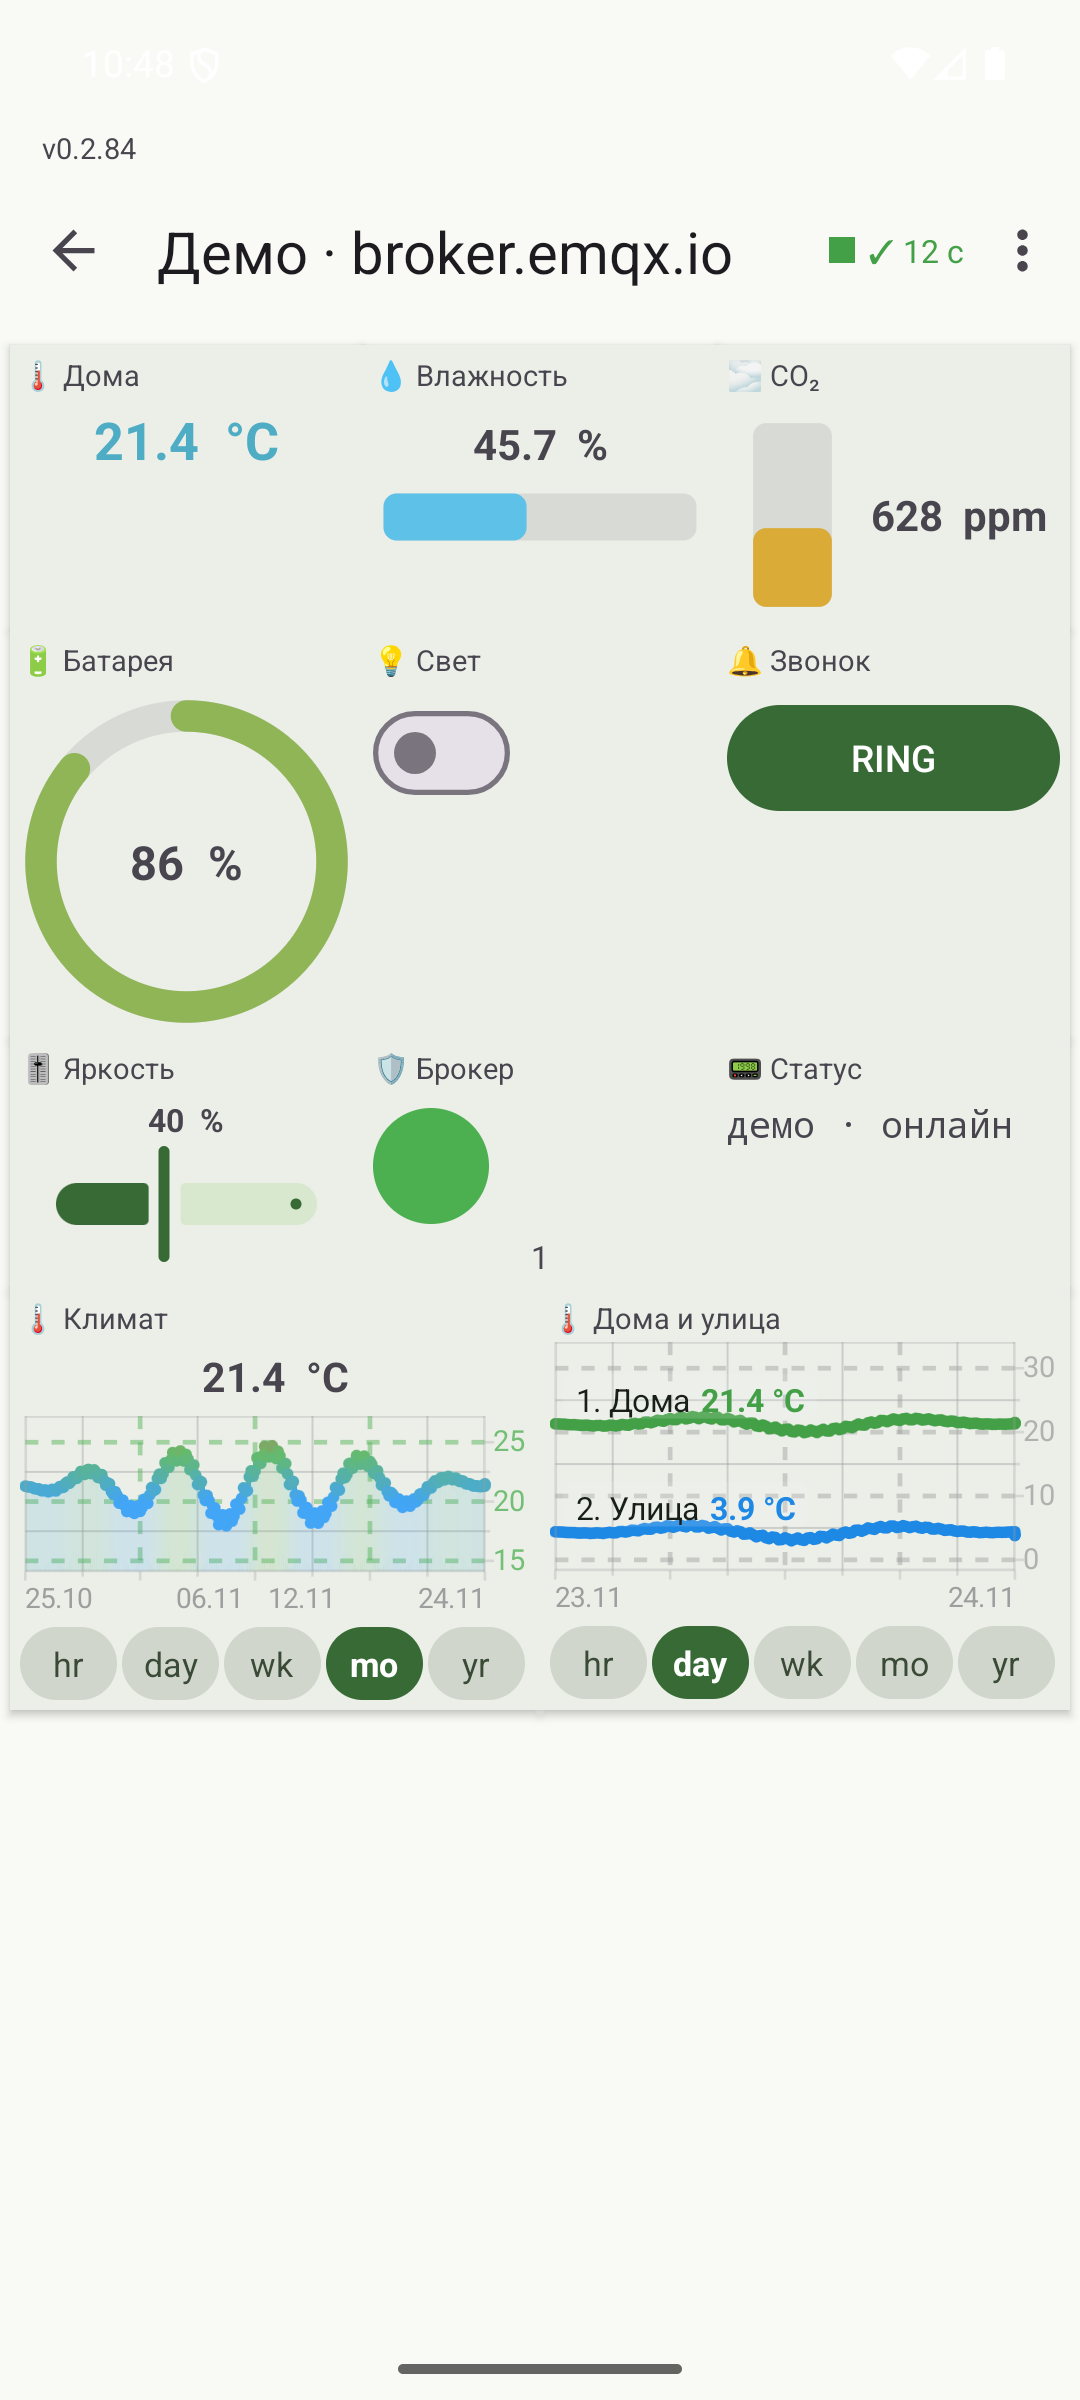 10:48
v0.2.84
Демо · broker.emqx.io ✓ 12 с
Дома
21.4 °C
Влажность
45.7 %
CO₂
628 ppm
Батарея
86 %
Свет
Звонок
RING
Яркость
40 %
Брокер
1
Статус
демо · онлайн
Климат
21.4 °C
25
20
15
25.10 06.11 12.11 24.11
hr day wk mo yr
Дома и улица
30
1. Дома 21.4 °C
20
10
2. Улица 3.9 °C
0
23.11 24.11
hr day wk mo yr